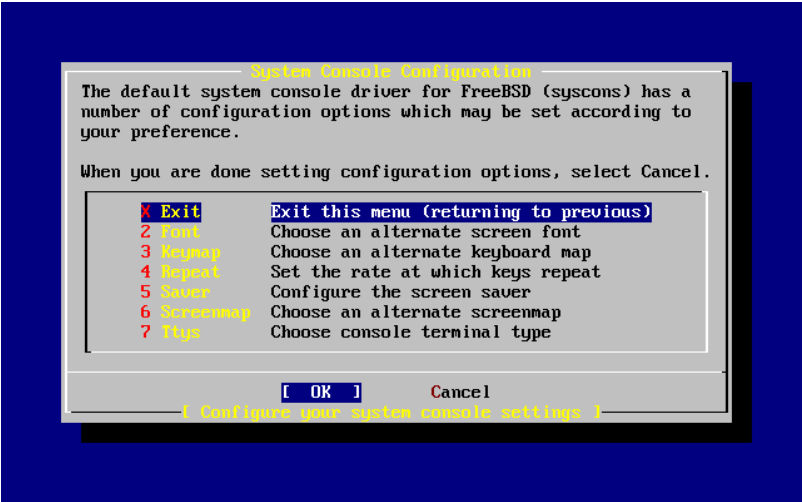 System Console Configuration
The default system console driver for FreeBSD (syscons) has a
number of configuration options which may be set according to
your preference.
When you are done setting configuration options, select Cancel.
X Exit Exit this menu (returning to previous)
2 Font Choose an alternate screen font
3 Keymap Choose an alternate keyboard map
4 Repeat Set the rate at which keys repeat
5 Saver Configure the screen saver
6 Screenmap Choose an alternate screenmap
7 Ttys Choose console terminal type
[ OK ] Cancel
[ Configure your system console settings ]